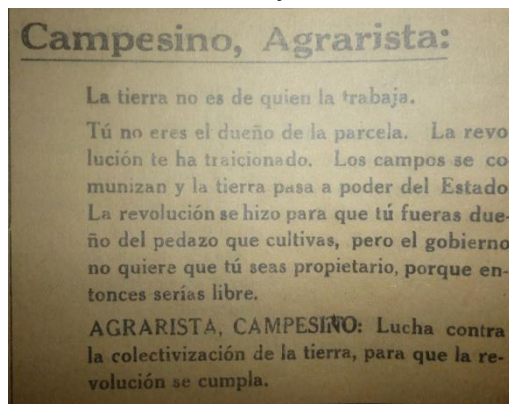 Campesino, Agrarista:
La tierra no es de quien la trabaja.
Tú no eres el dueño de la parcela. La revo
lución te ha traicionado. Los campos se co
munizan y la tierra pasa a poder del Estado
La revolución se hizo para que tú fueras due-
ño del pedazo que cultivas, pero el gobierno
no quiere que tú seas propietario, porque en-
tonces serías libre.
AGRARISTA, CAMPESINO: Lucha contra
la colectivización de la tierra, para que la re-
volución se cumpla.